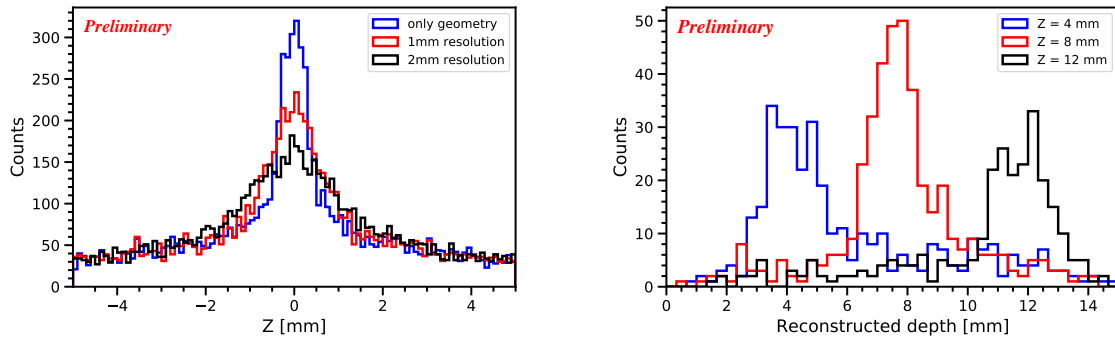 Preliminary
only geometry
1mm resolution
2mm resolution
300
250
200
150
100
50
0
Counts
−4 −2 0 2 4
Z [mm]
Preliminary
Z = 4 mm
Z = 8 mm
Z = 12 mm
50
40
30
20
10
0
Counts
0 2 4 6 8 10 12 14
Reconstructed depth [mm]